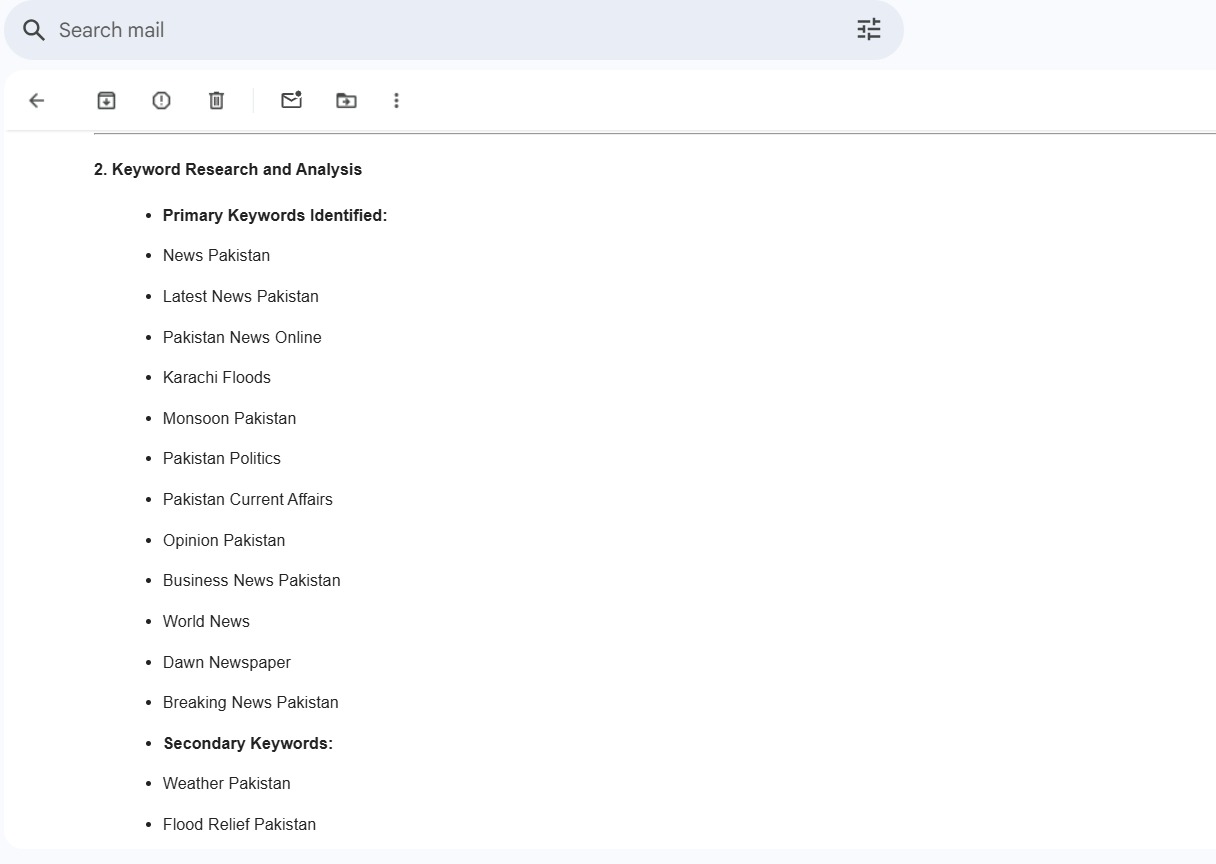 Search mail
2. Keyword Research and Analysis
• Primary Keywords Identified:
• News Pakistan
• Latest News Pakistan
• Pakistan News Online
• Karachi Floods
• Monsoon Pakistan
• Pakistan Politics
• Pakistan Current Affairs
• Opinion Pakistan
• Business News Pakistan
• World News
• Dawn Newspaper
• Breaking News Pakistan
• Secondary Keywords:
• Weather Pakistan
• Flood Relief Pakistan